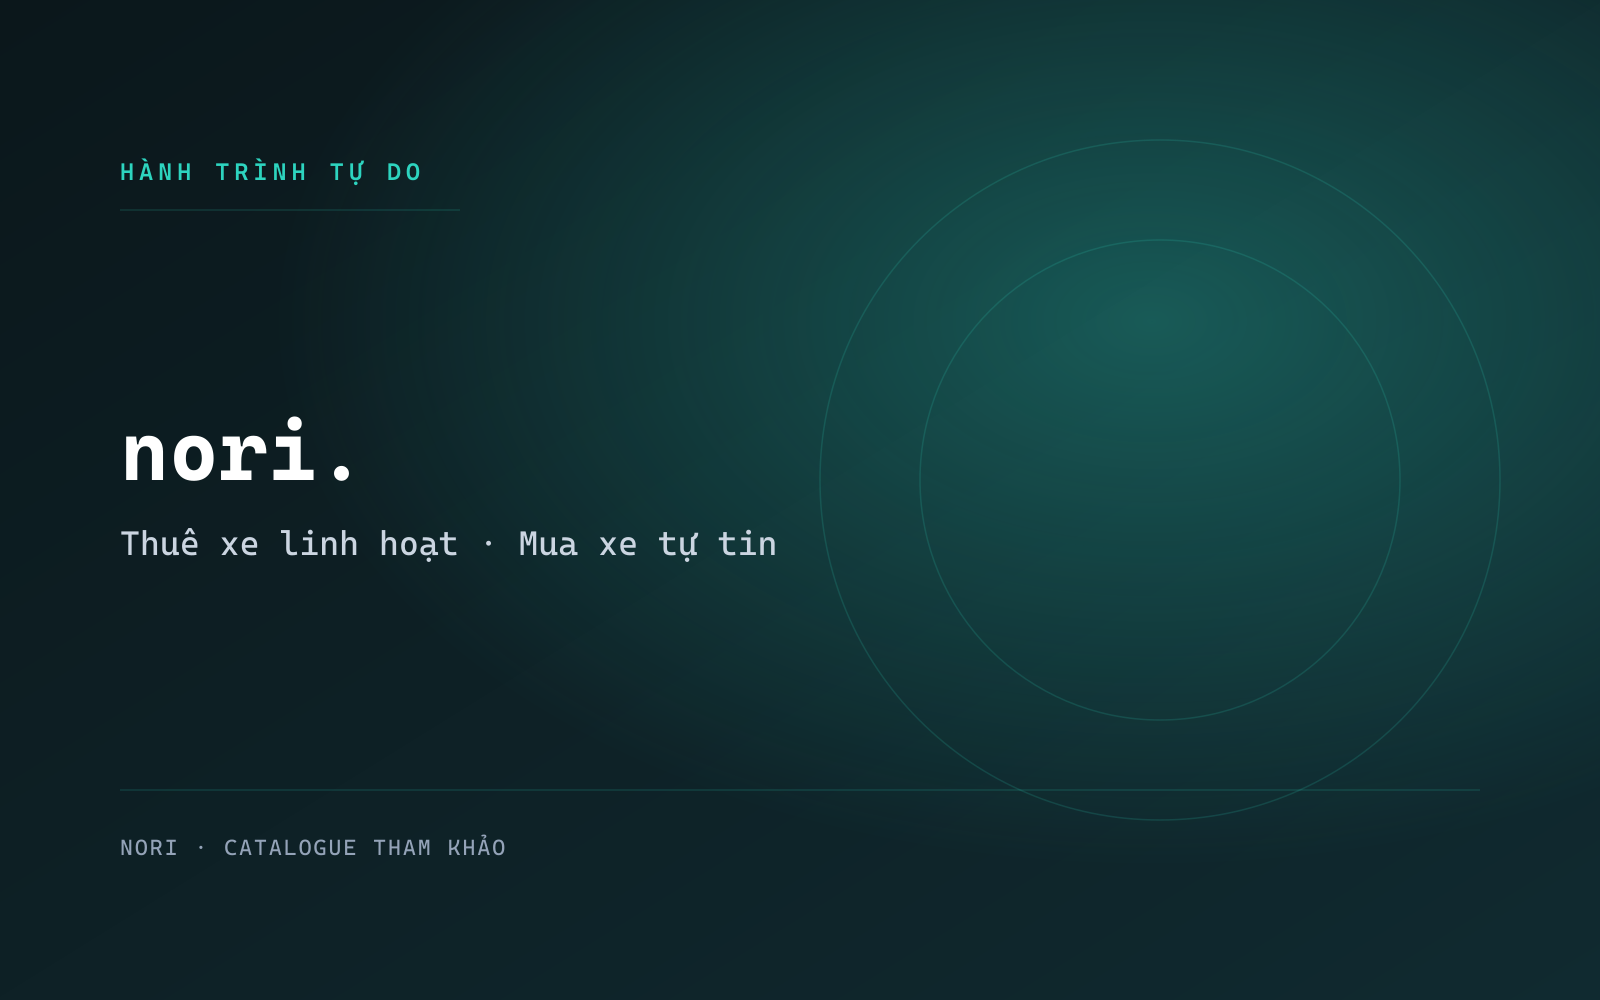 HÀNH TRÌNH TỰ DO
nori.
Thuê xe linh hoạt · Mua xe tự tin
NORI · CATALOGUE THAM KHẢO